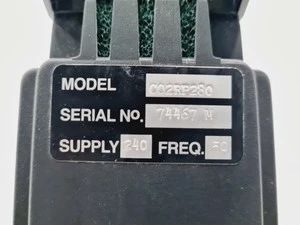 MODEL CO2RP280
SERIAL No. 74467 M
SUPPLY 240 FREQ. 50